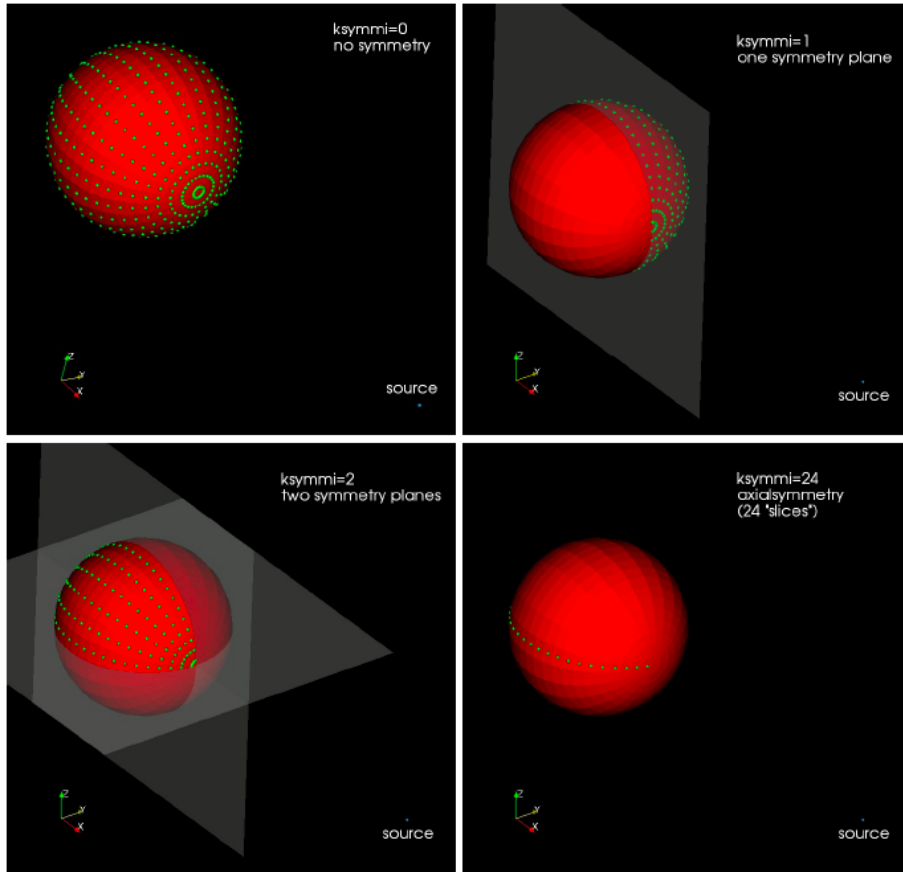 ksymmi=0
no symmetry
Z
Y
X
source
ksymmi=1
one symmetry plane
Z
Y
X
source
ksymmi=2
two symmetry planes
Z
Y
X
source
ksymmi=24
axialsymmetry
(24 "slices")
Z
Y
X
source